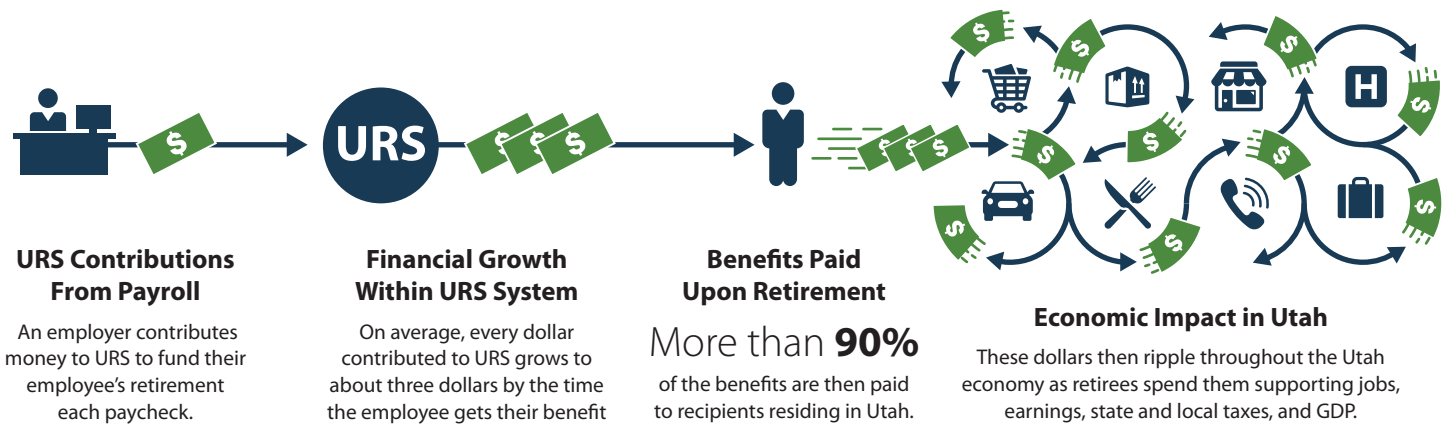 URS
H
URS Contributions
From Payroll
An employer contributes
money to URS to fund their
employee’s retirement
each paycheck.
Financial Growth
Within URS System
On average, every dollar
contributed to URS grows to
about three dollars by the time
the employee gets their benefit
Benefits Paid
Upon Retirement
More than 90%
of the benefits are then paid
to recipients residing in Utah.
Economic Impact in Utah
These dollars then ripple throughout the Utah
economy as retirees spend them supporting jobs,
earnings, state and local taxes, and GDP.